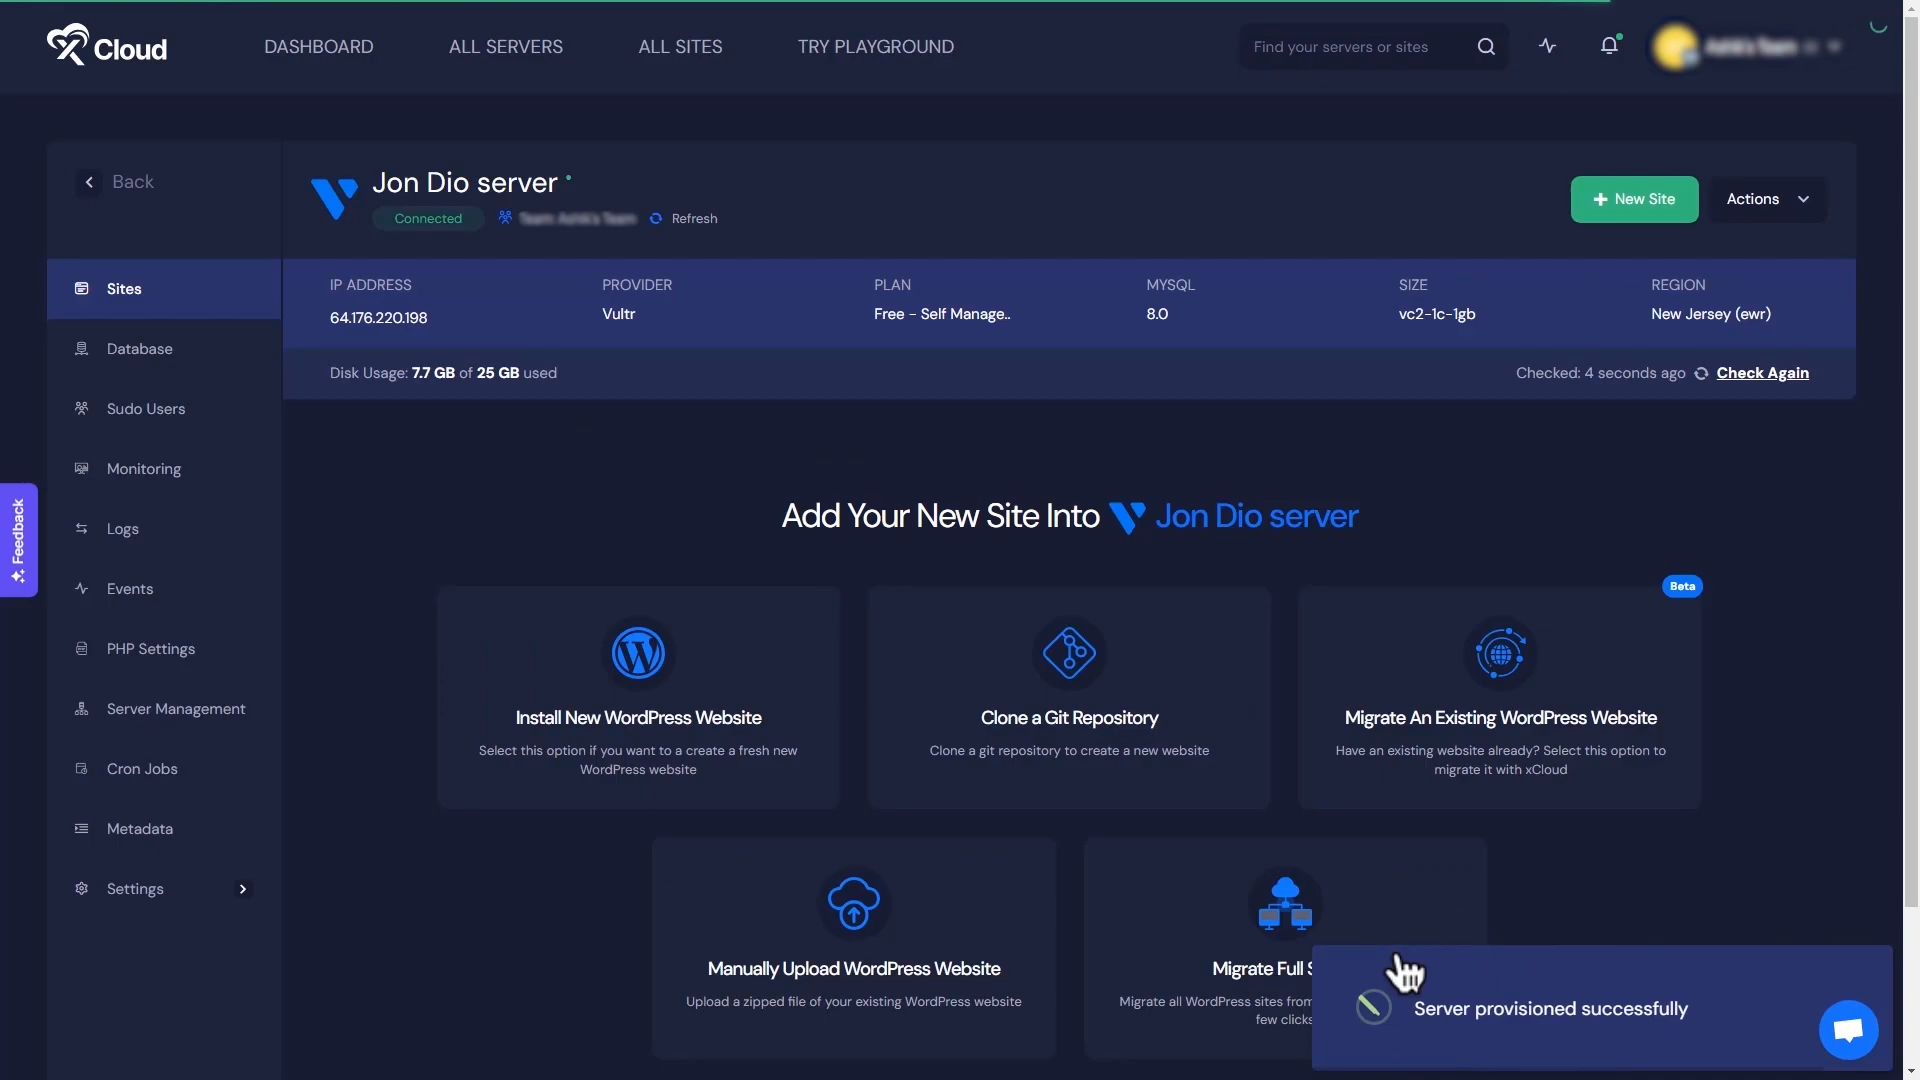 Cloud
DASHBOARD
ALL SERVERS
ALL SITES
TRY PLAYGROUND
Find your servers or sites
Back
Jon Dio server
Connected
Refresh
+ New Site
Actions
IP ADDRESS
64.176.220.198
PROVIDER
Vultr
PLAN
Free - Self Manage..
MYSQL
8.0
SIZE
vc2-1c-1gb
REGION
New Jersey (ewr)
Disk Usage: 7.7 GB of 25 GB used
Checked: 4 seconds ago
Check Again
Sites
Database
Sudo Users
Monitoring
Logs
Events
PHP Settings
Server Management
Cron Jobs
Metadata
Settings
Feedback
Add Your New Site Into Jon Dio server
Install New WordPress Website
Select this option if you want to a create a fresh new
WordPress website
Clone a Git Repository
Clone a git repository to create a new website
Beta
Migrate An Existing WordPress Website
Have an existing website already? Select this option to
migrate it with xCloud
Manually Upload WordPress Website
Upload a zipped file of your existing WordPress website
Migrate Full S
Migrate all WordPress sites from
few clicks
Server provisioned successfully